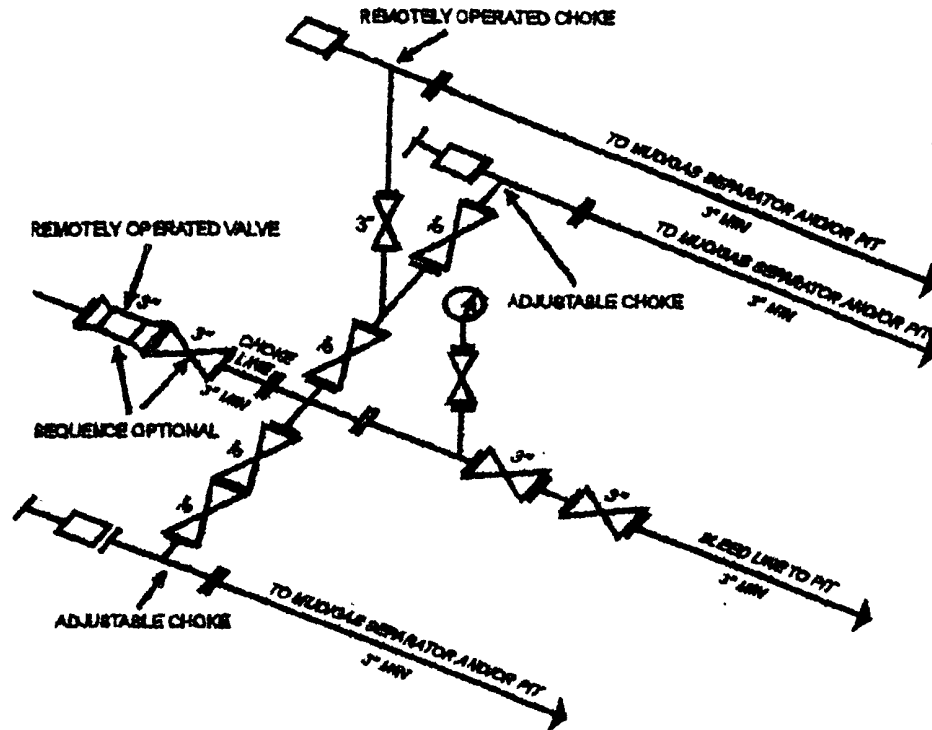 REMOTELY OPERATED CHOKE
TO MUD/GAS SEPARATOR AND/OR PIT
3" MIN
TO MUD/GAS SEPARATOR AND/OR PIT
3" MIN
3"
REMOTELY OPERATED VALVE
ADJUSTABLE CHOKE
3"
3"
CHOKE
LINE
3" MIN
SEQUENCE OPTIONAL
3"
3"
BLEED LINE TO PIT
3" MIN
ADJUSTABLE CHOKE
TO MUD/GAS SEPARATOR AND/OR PIT
3" MIN